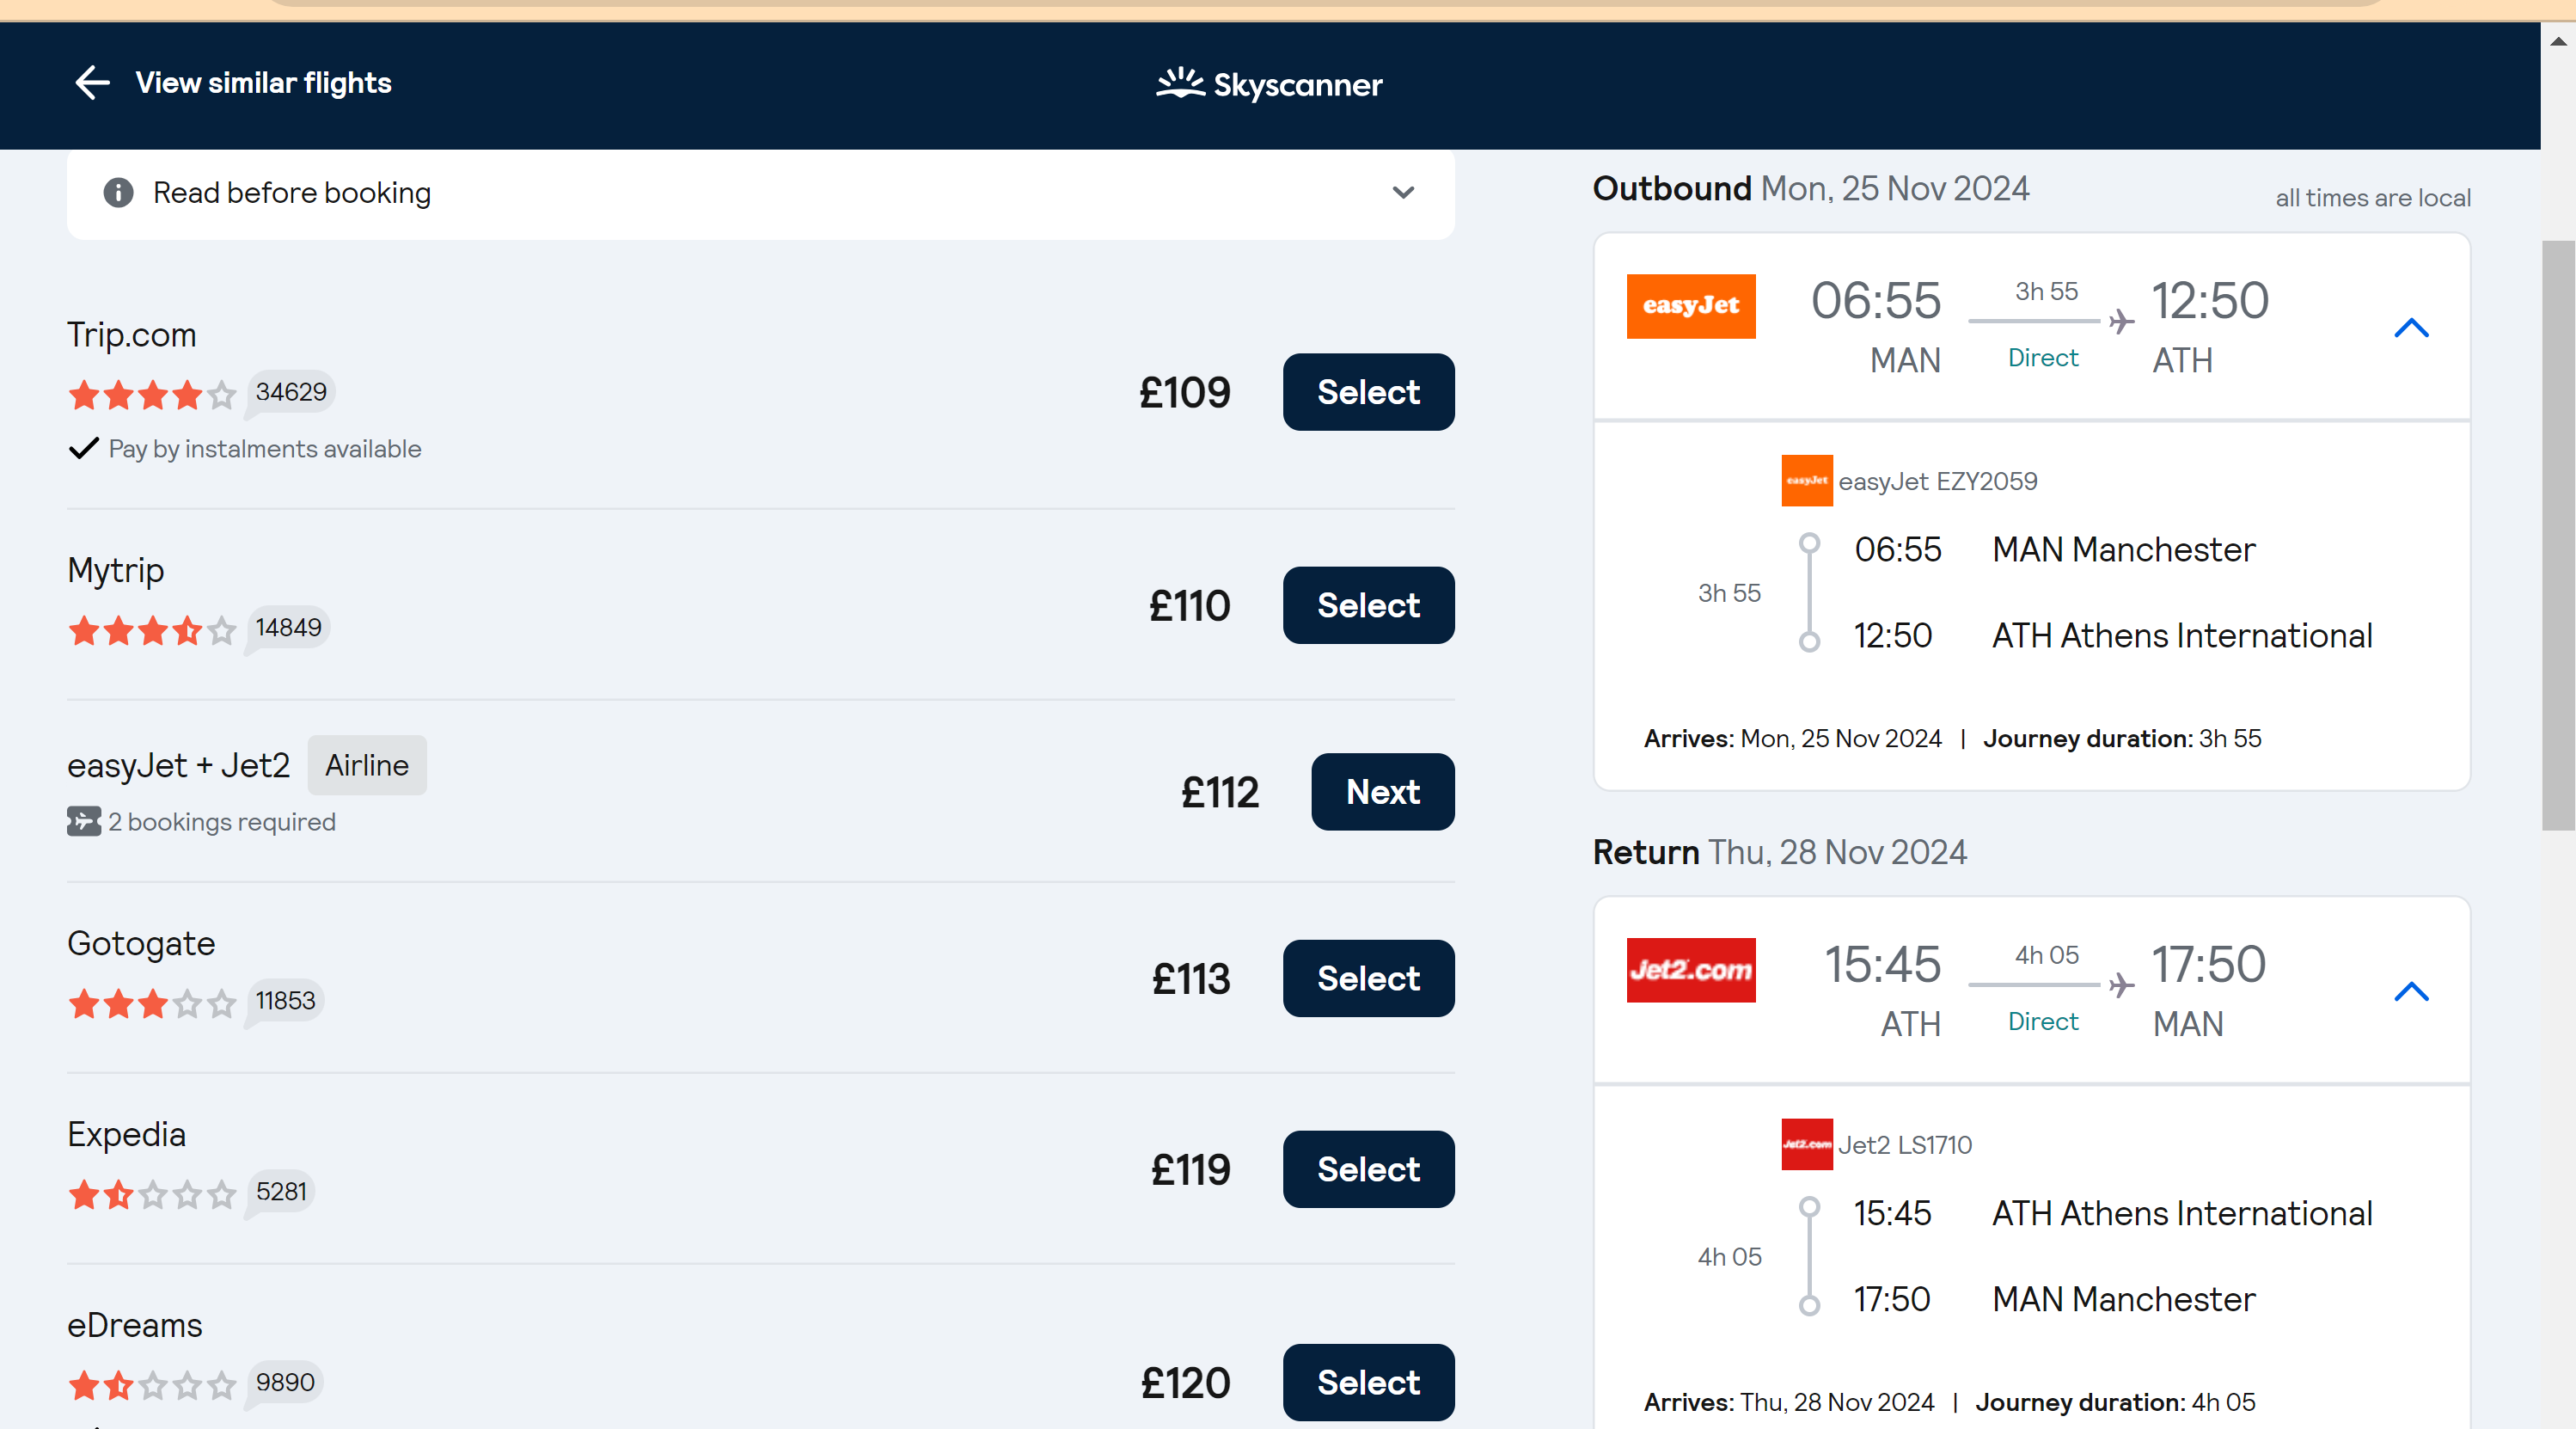 View similar flights
Skyscanner
Read before booking
Trip.com
34629
Pay by instalments available
£109
Select
Mytrip
14849
£110
Select
easyJet + Jet2 Airline
2 bookings required
£112
Next
Gotogate
11853
£113
Select
Expedia
5281
£119
Select
eDreams
9890
£120
Select
Outbound Mon, 25 Nov 2024
all times are local
easyJet
06:55 3h 55 12:50
MAN Direct ATH
easyJet easyJet EZY2059
06:55 MAN Manchester
3h 55
12:50 ATH Athens International
Arrives: Mon, 25 Nov 2024 | Journey duration: 3h 55
Return Thu, 28 Nov 2024
Jet2.com
15:45 4h 05 17:50
ATH Direct MAN
Jet2.com Jet2 LS1710
15:45 ATH Athens International
4h 05
17:50 MAN Manchester
Arrives: Thu, 28 Nov 2024 | Journey duration: 4h 05